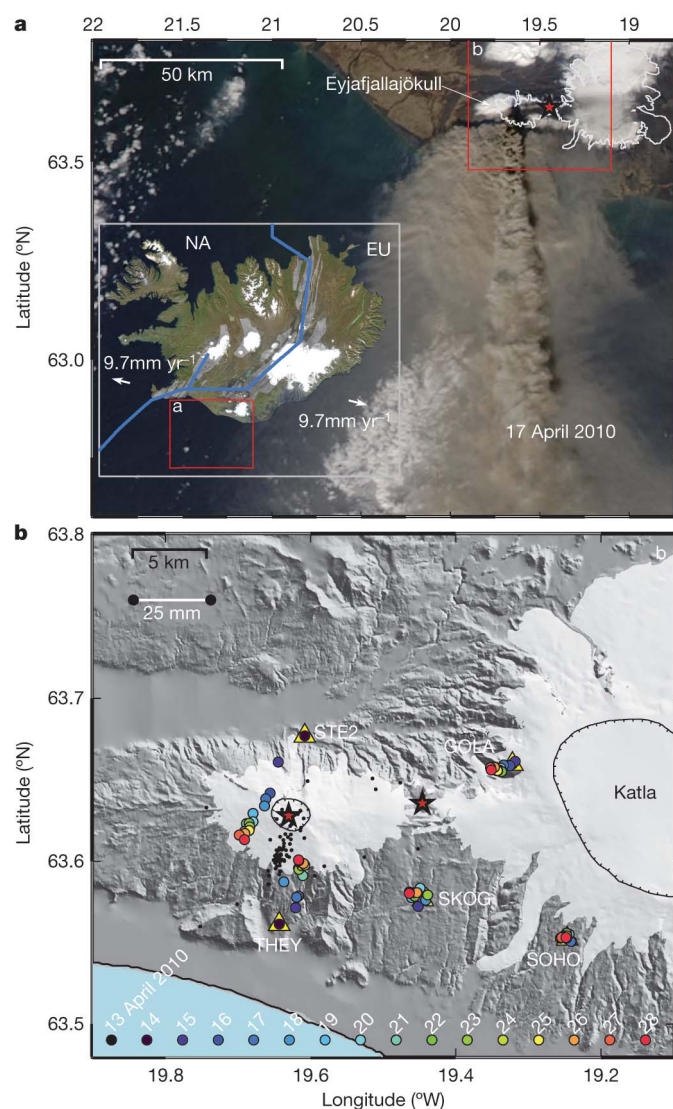 a
22 21.5 21 20.5 20 19.5 19
50 km
b
Eyjafjallajökull
63.5
Latitude (ºN)
NA
EU
63.0
9.7mm yr⁻¹
a
9.7mm yr⁻¹
17 April 2010
b
63.8
b
5 km
25 mm
63.7
STE2
GOLA
Katla
Latitude (ºN)
63.6
SKOG
THEY
SOHO
13 April 2010
14
15
16
17
18
19
20
21
22
23
24
25
26
27
28
63.5
19.8 19.6 19.4 19.2
Longitude (ºW)